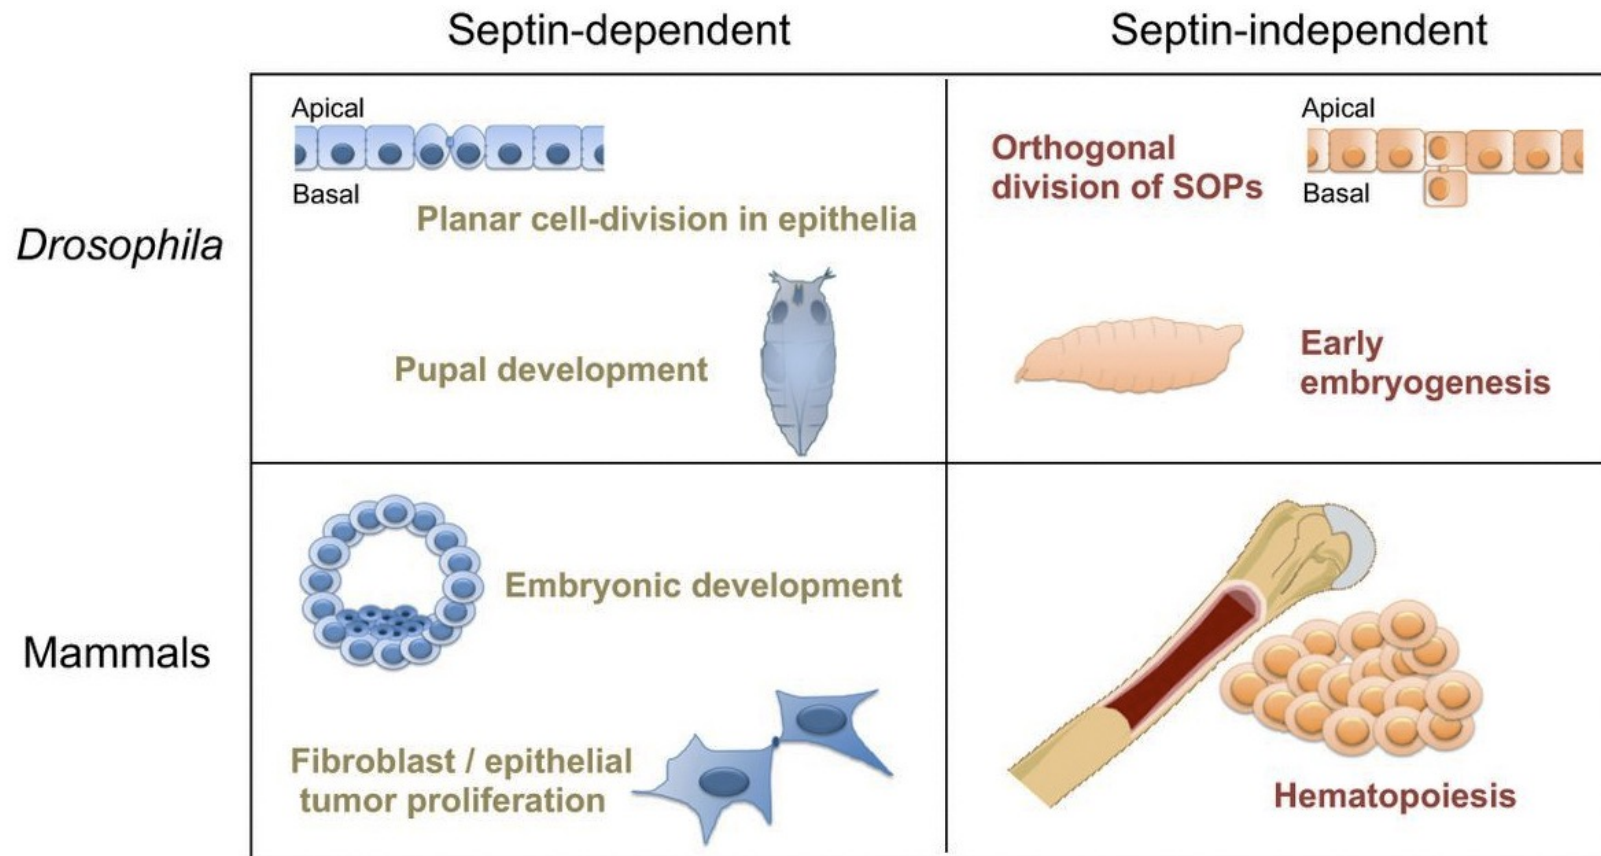 Septin-dependent
Septin-independent
Drosophila
Apical
Basal
Planar cell-division in epithelia
Pupal development
Orthogonal
division of SOPs
Apical
Basal
Early
embryogenesis
Mammals
Embryonic development
Fibroblast / epithelial
tumor proliferation
Hematopoiesis